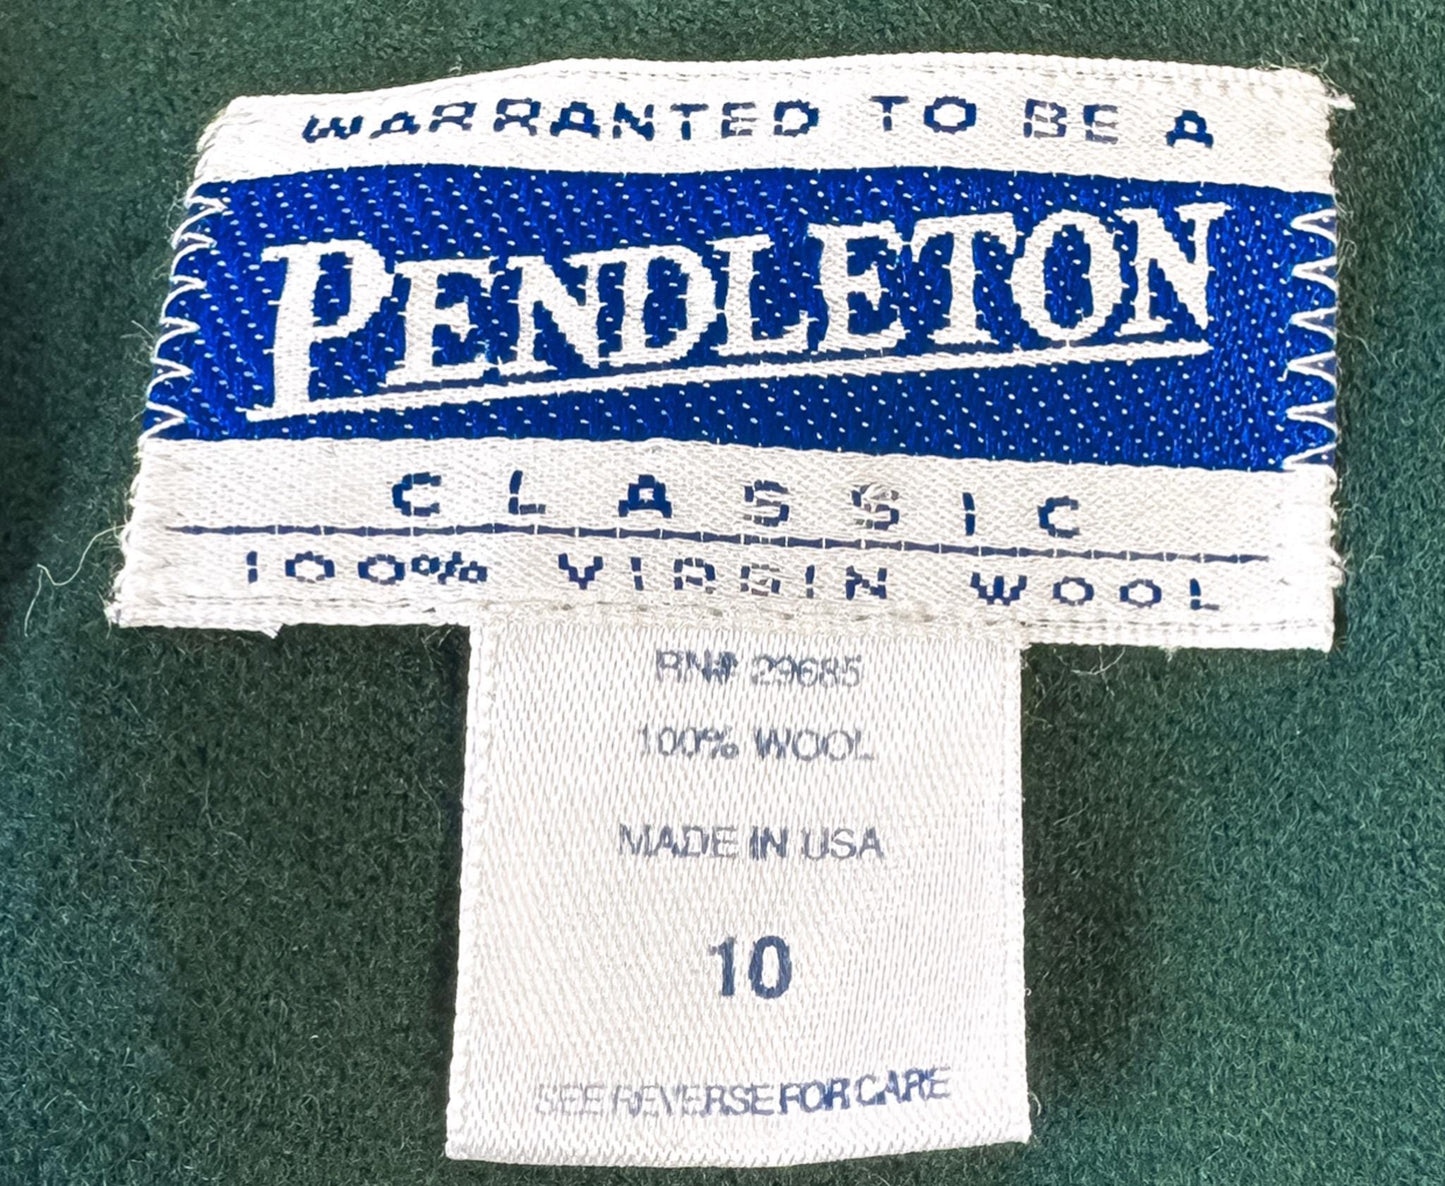 WARRANTED TO BE A
PENDLETON
CLASSIC
100% VIRGIN WOOL
RN# 29685
100% WOOL
MADE IN USA
10
SEE REVERSE FOR CARE